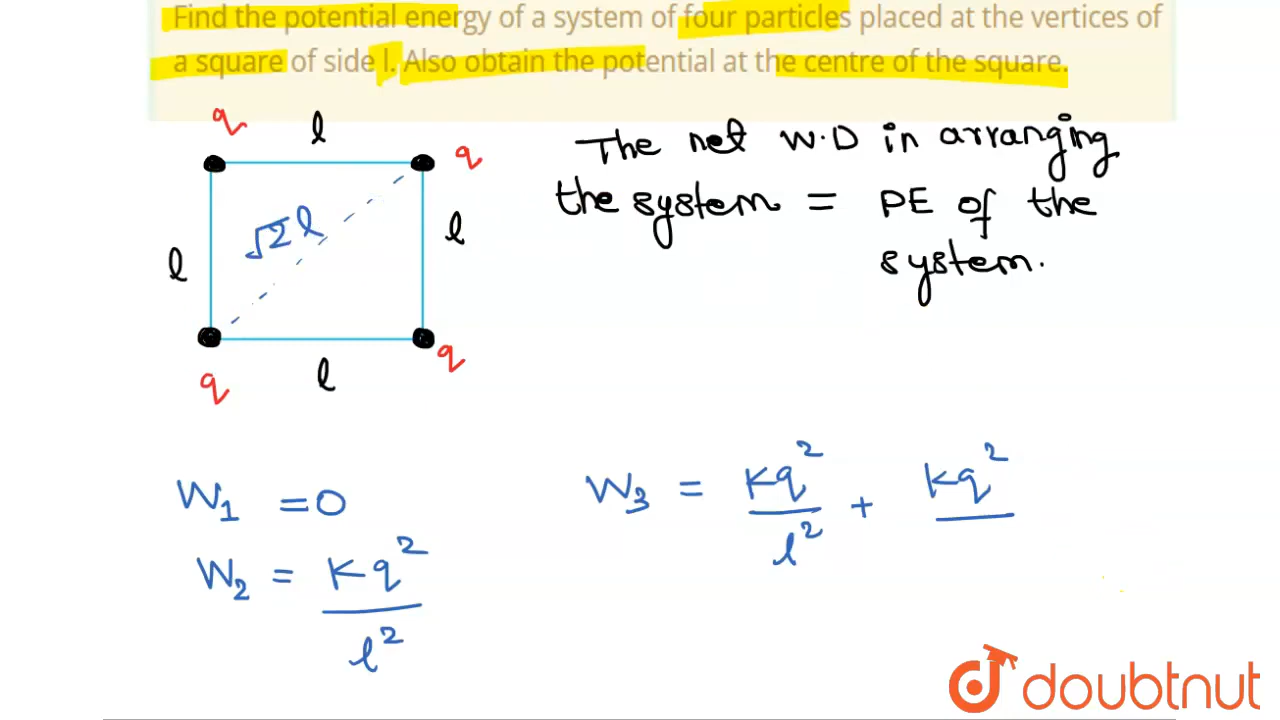 Find the potential energy of a system of four particles placed at the vertices of
a square of side l. Also obtain the potential at the centre of the square.
q
l
q
The net W.D in arranging
the system = PE of the
system.
√2 l
l
l
q
l
q
W1 = 0
W2 = Kq²/l²
W3 = Kq²/l² + Kq²
doubtnut